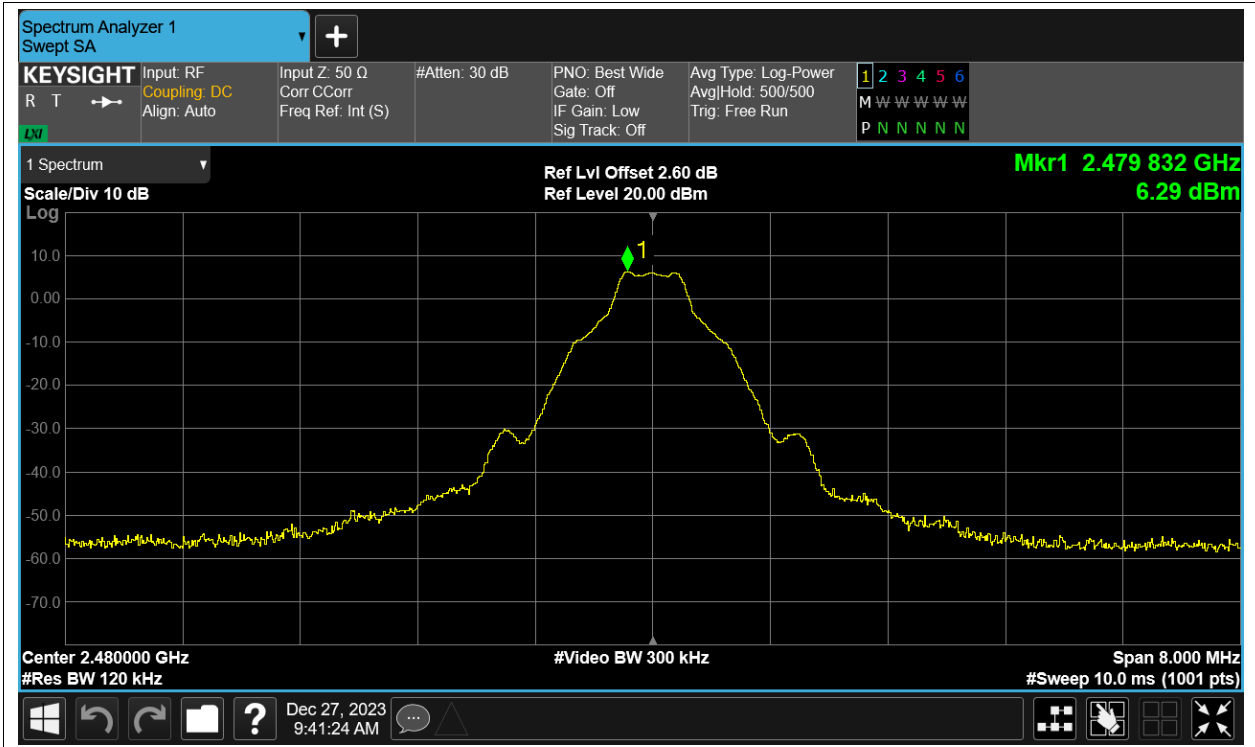 Spectrum Analyzer 1
Swept SA
+
KEYSIGHT
R T
LXI
Input: RF
Coupling: DC
Align: Auto
Input Z: 50 Ω
Corr CCorr
Freq Ref: Int (S)
#Atten: 30 dB
PNO: Best Wide
Gate: Off
IF Gain: Low
Sig Track: Off
Avg Type: Log-Power
Avg|Hold: 500/500
Trig: Free Run
1 2 3 4 5 6
M W W W W W
P N N N N N
1 Spectrum
Scale/Div 10 dB
Log
Ref Lvl Offset 2.60 dB
Ref Level 20.00 dBm
Mkr1 2.479 832 GHz
6.29 dBm
1
10.0
0.00
-10.0
-20.0
-30.0
-40.0
-50.0
-60.0
-70.0
Center 2.480000 GHz
#Res BW 120 kHz
#Video BW 300 kHz
Span 8.000 MHz
#Sweep 10.0 ms (1001 pts)
?
Dec 27, 2023
9:41:24 AM